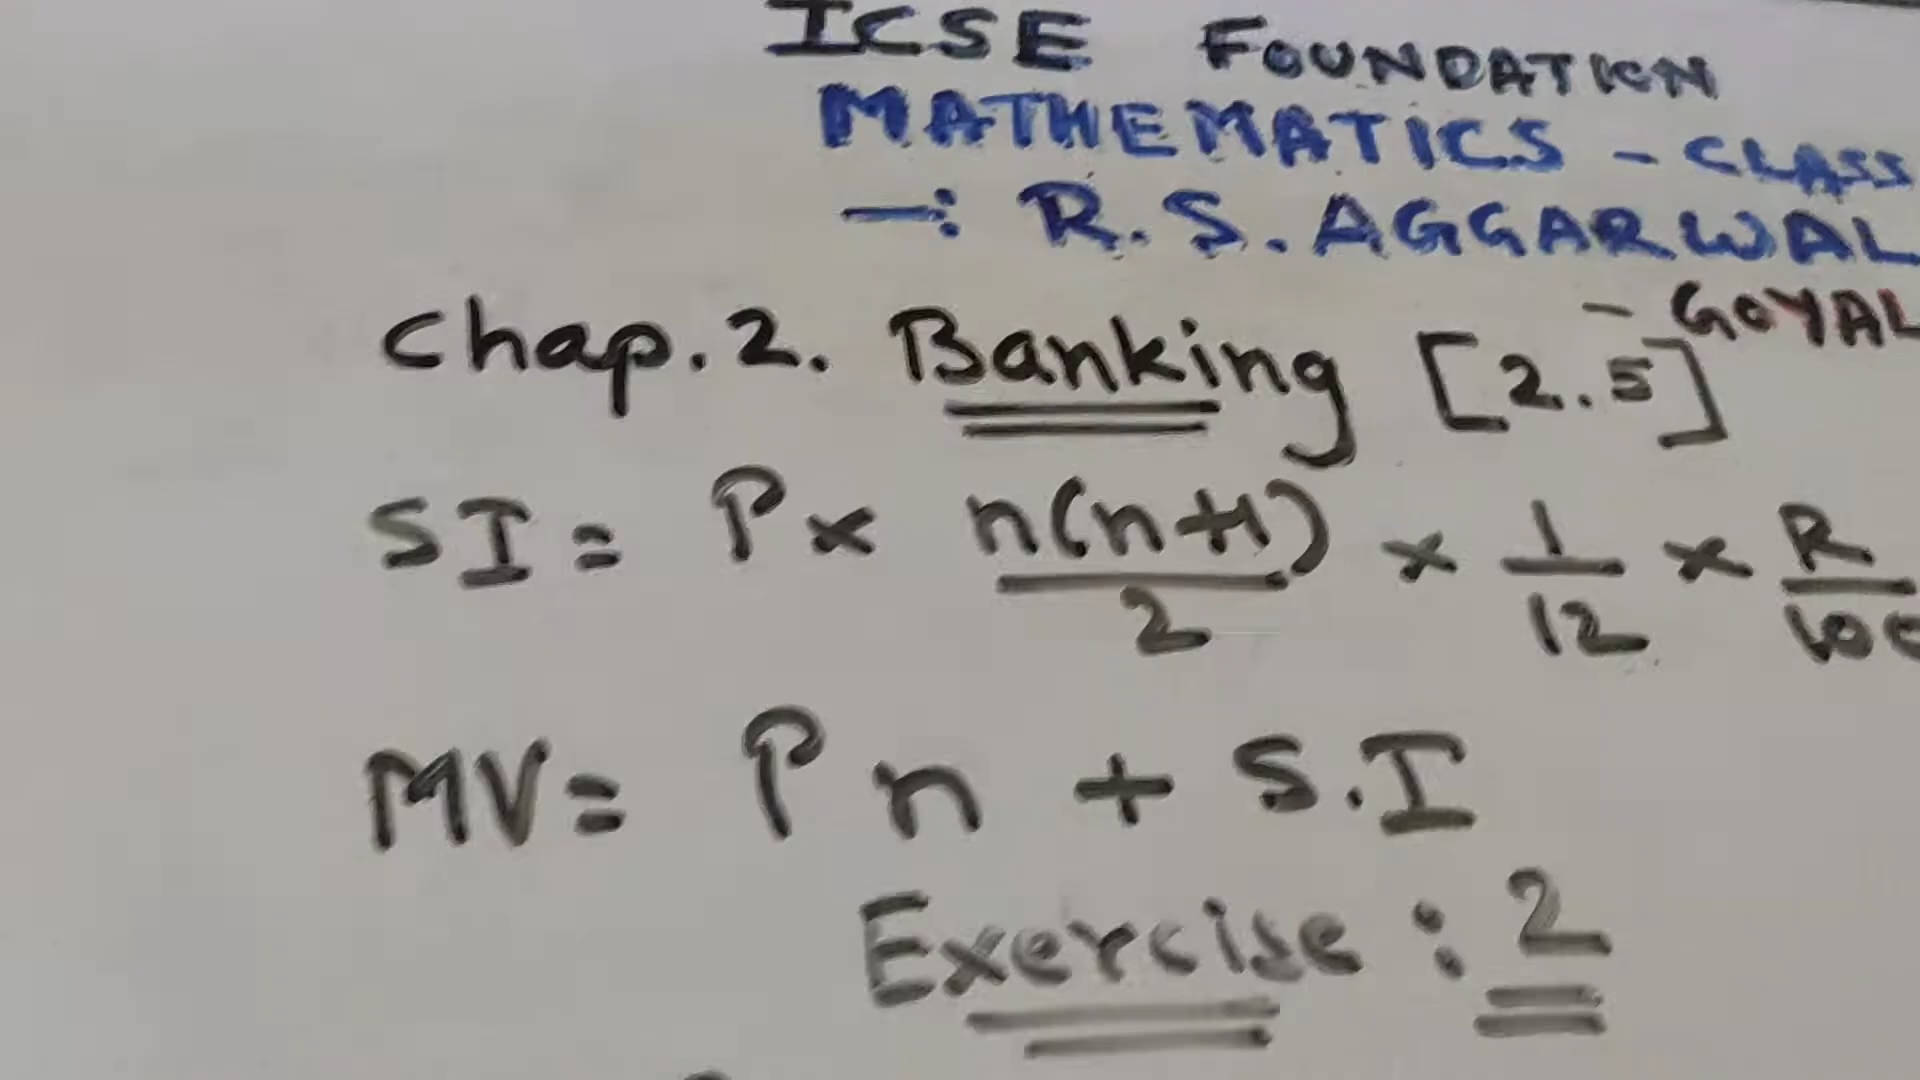 ICSE FOUNDATION
MATHEMATICS - CLASS
—: R.S. AGGARWAL
- GOYAL
Chap. 2. Banking [2.5]
SI = P x n(n+1)/2 x 1/12 x R/100
MV = Pn + S.I
Exercise : 2